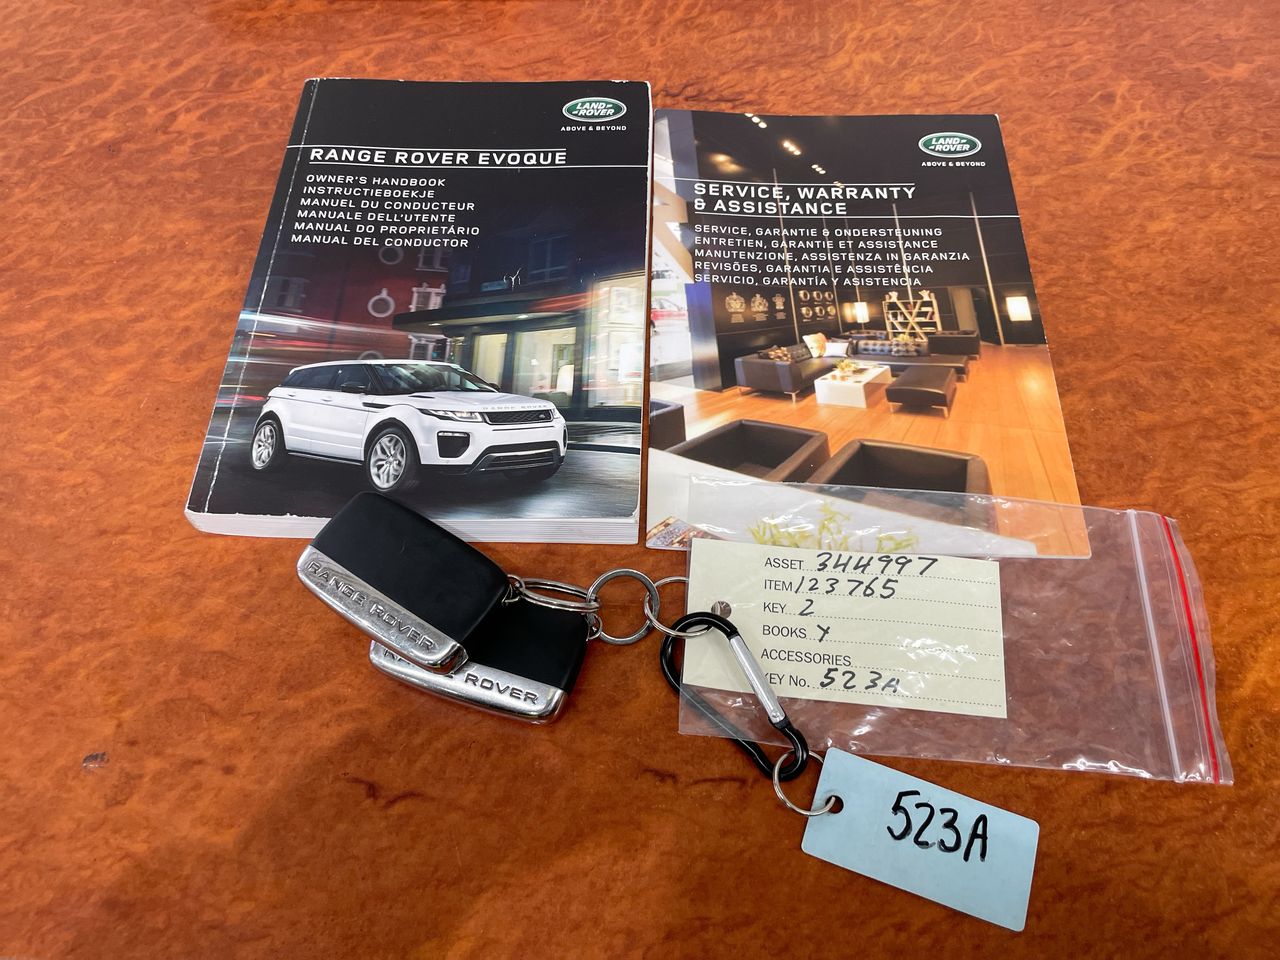 LAND ROVER
ABOVE & BEYOND
RANGE ROVER EVOQUE
OWNER'S HANDBOOK
INSTRUCTIEBOEKJE
MANUEL DU CONDUCTEUR
MANUALE DELL'UTENTE
MANUAL DO PROPRIETÁRIO
MANUAL DEL CONDUCTOR
RANGE ROVER
LAND ROVER
ABOVE & BEYOND
SERVICE, WARRANTY
& ASSISTANCE
SERVICE, GARANTIE & ONDERSTEUNING
ENTRETIEN, GARANTIE ET ASSISTANCE
MANUTENZIONE, ASSISTENZA IN GARANZIA
REVISÕES, GARANTIA E ASSISTÊNCIA
SERVICIO, GARANTÍA Y ASISTENCIA
RANGE ROVER
ROVER
ASSET 344997
ITEM 123765
KEY 2
BOOKS Y
ACCESSORIES
KEY No. 523A
523A